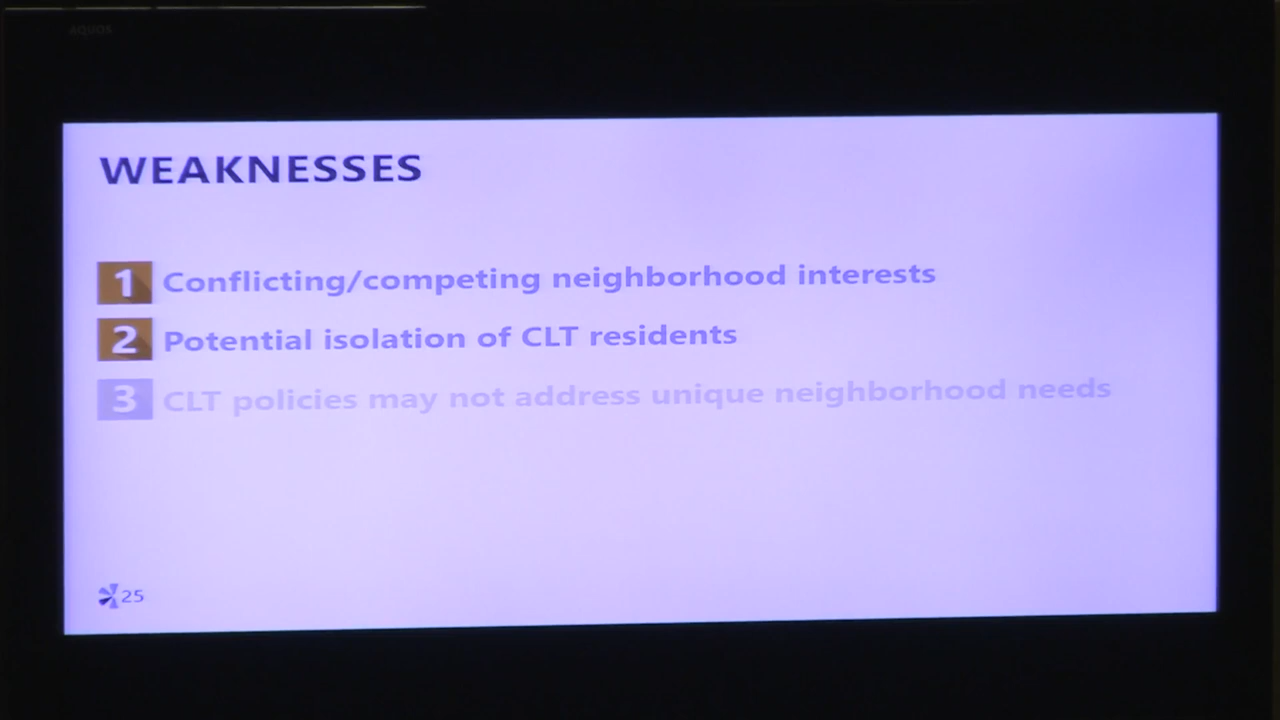 AQUOS
WEAKNESSES
1 Conflicting/competing neighborhood interests
2 Potential isolation of CLT residents
3 CLT policies may not address unique neighborhood needs
25